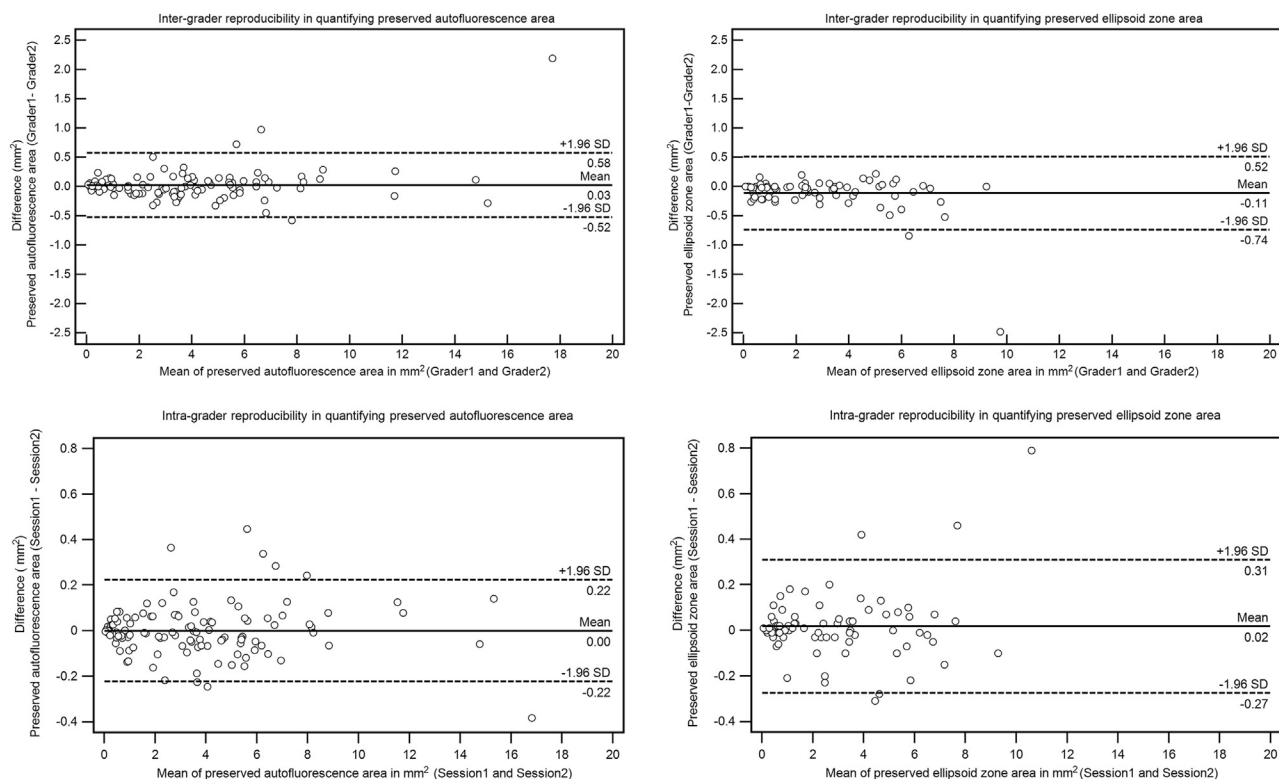 Inter-grader reproducibility in quantifying preserved autofluorescence area
Difference (mm²)
Preserved autofluorescence area (Grader1- Grader2)
2.5
2.0
1.5
1.0
0.5
0.0
-0.5
-1.0
-1.5
-2.0
-2.5
+1.96 SD
0.58
Mean
0.03
-1.96 SD
-0.52
0 2 4 6 8 10 12 14 16 18 20
Mean of preserved autofluorescence area in mm² (Grader1 and Grader2)
Inter-grader reproducibility in quantifying preserved ellipsoid zone area
Difference (mm²)
Preserved ellipsoid zone area (Grader1-Grader2)
2.5
2.0
1.5
1.0
0.5
0.0
-0.5
-1.0
-1.5
-2.0
-2.5
+1.96 SD
0.52
Mean
-0.11
-1.96 SD
-0.74
0 2 4 6 8 10 12 14 16 18 20
Mean of preserved ellipsoid zone area in mm² (Grader1 and Grader2)
Intra-grader reproducibility in quantifying preserved autofluorescence area
Difference ( mm²)
Preserved autofluorescence area (Session1 - Session2)
0.8
0.6
0.4
0.2
0
-0.2
-0.4
+1.96 SD
0.22
Mean
0.00
-1.96 SD
-0.22
0 2 4 6 8 10 12 14 16 18 20
Mean of preserved autofluorescence area in mm² (Session1 and Session2)
Intra-grader reproducibility in quantifying preserved ellipsoid zone area
Difference (mm²)
Preserved ellipsoid zone area (Session1 - Session2)
0.8
0.6
0.4
0.2
0
-0.2
-0.4
+1.96 SD
0.31
Mean
0.02
-1.96 SD
-0.27
0 2 4 6 8 10 12 14 16 18 20
Mean of preserved ellipsoid zone area in mm² (Session1 and Session2)